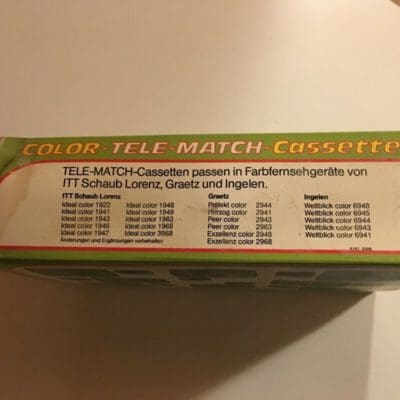 COLOR-TELE-MATCH-Cassette
TELE-MATCH-Cassetten passen in Farbfernsehgeräte von
ITT Schaub Lorenz, Graetz und Ingelen.
ITT Schaub Lorenz
Ideal color 1922 Ideal color 1948
Ideal color 1941 Ideal color 1949
Ideal color 1943 Ideal color 1963
Ideal color 1946 Ideal color 1968
Ideal color 1947 Ideal color 3968
Änderungen und Ergänzungen vorbehalten
Graetz
Präfekt color 2944
Herzog color 2941
Peer color 2943
Peer color 2963
Exzellenz color 2948
Exzellenz color 2968
Ingelen
Weltblick color 6948
Weltblick color 6945
Weltblick color 6944
Weltblick color 6943
Weltblick color 6941